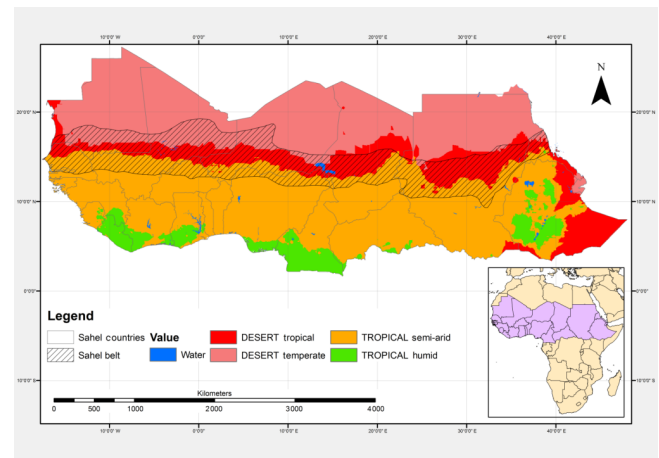 10°0'0" W 0°0'0" 10°0'0" E 20°0'0" E 30°0'0" E 40°0'0" E
N
20°0'0" N 20°0'0" N
10°0'0" N 10°0'0" N
0°0'0" 0°0'0"
10°0'0" S 10°0'0" S
Legend
Sahel countries Value DESERT tropical TROPICAL semi-arid
Sahel belt Water DESERT temperate TROPICAL humid
Kilometers
0 500 1000 2000 3000 4000
10°0'0" W 0°0'0" 10°0'0" E 20°0'0" E 30°0'0" E 40°0'0" E